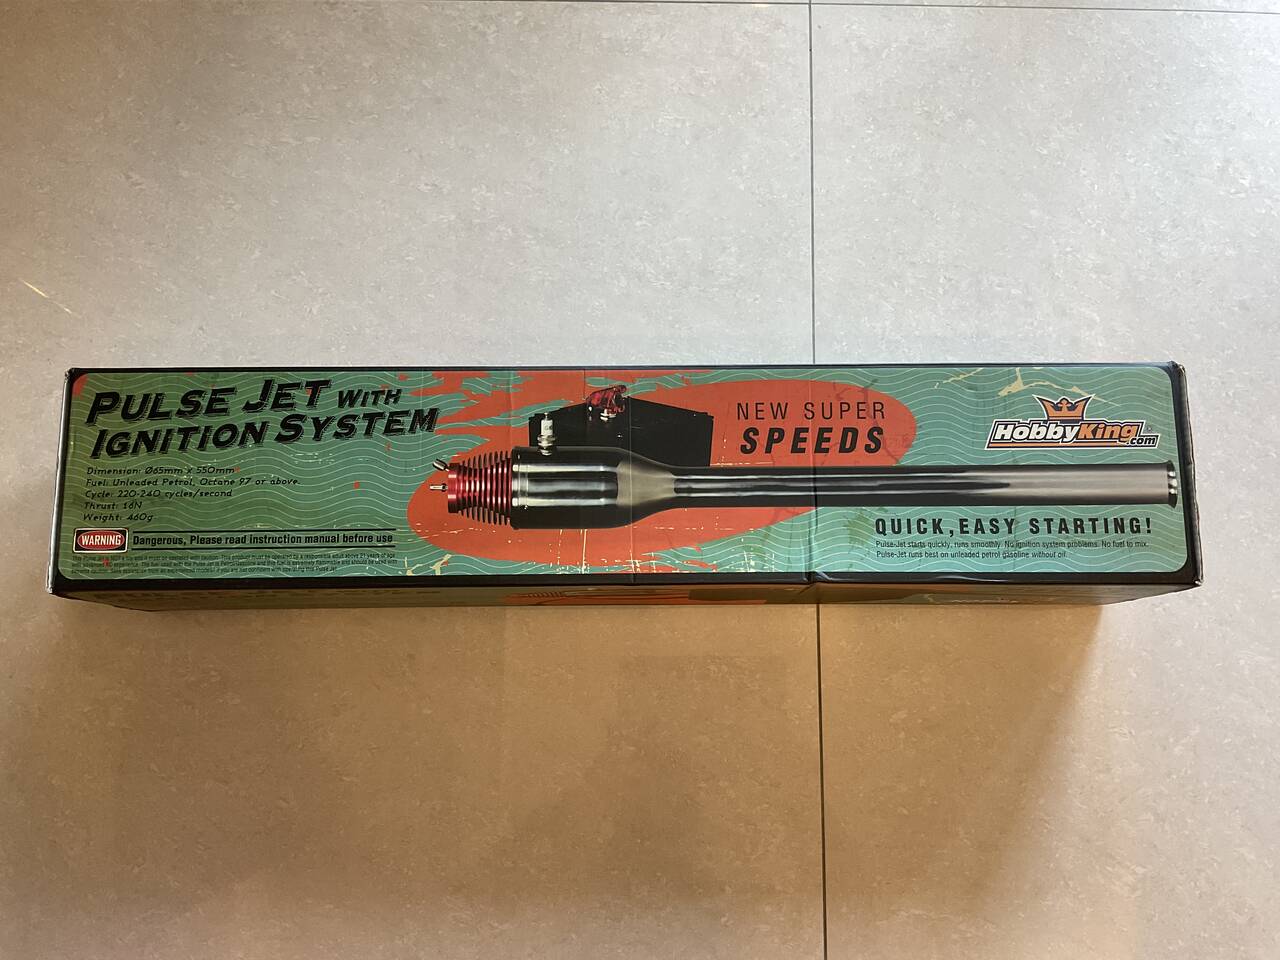 PULSE JET WITH
IGNITION SYSTEM
Dimension: Ø65mm x 550mm
Fuel: Unleaded Petrol, Octane 97 or above.
Cycle: 220-240 cycles/second
Thrust: 16N
Weight: 460g
WARNING
Dangerous, Please read instruction manual before use
NEW SUPER
SPEEDS
HobbyKing
.com
QUICK, EASY STARTING!
Pulse-Jet starts quickly, runs smoothly. No ignition system problems. No fuel to mix.
Pulse-Jet runs best on unleaded petrol gasoline without oil.